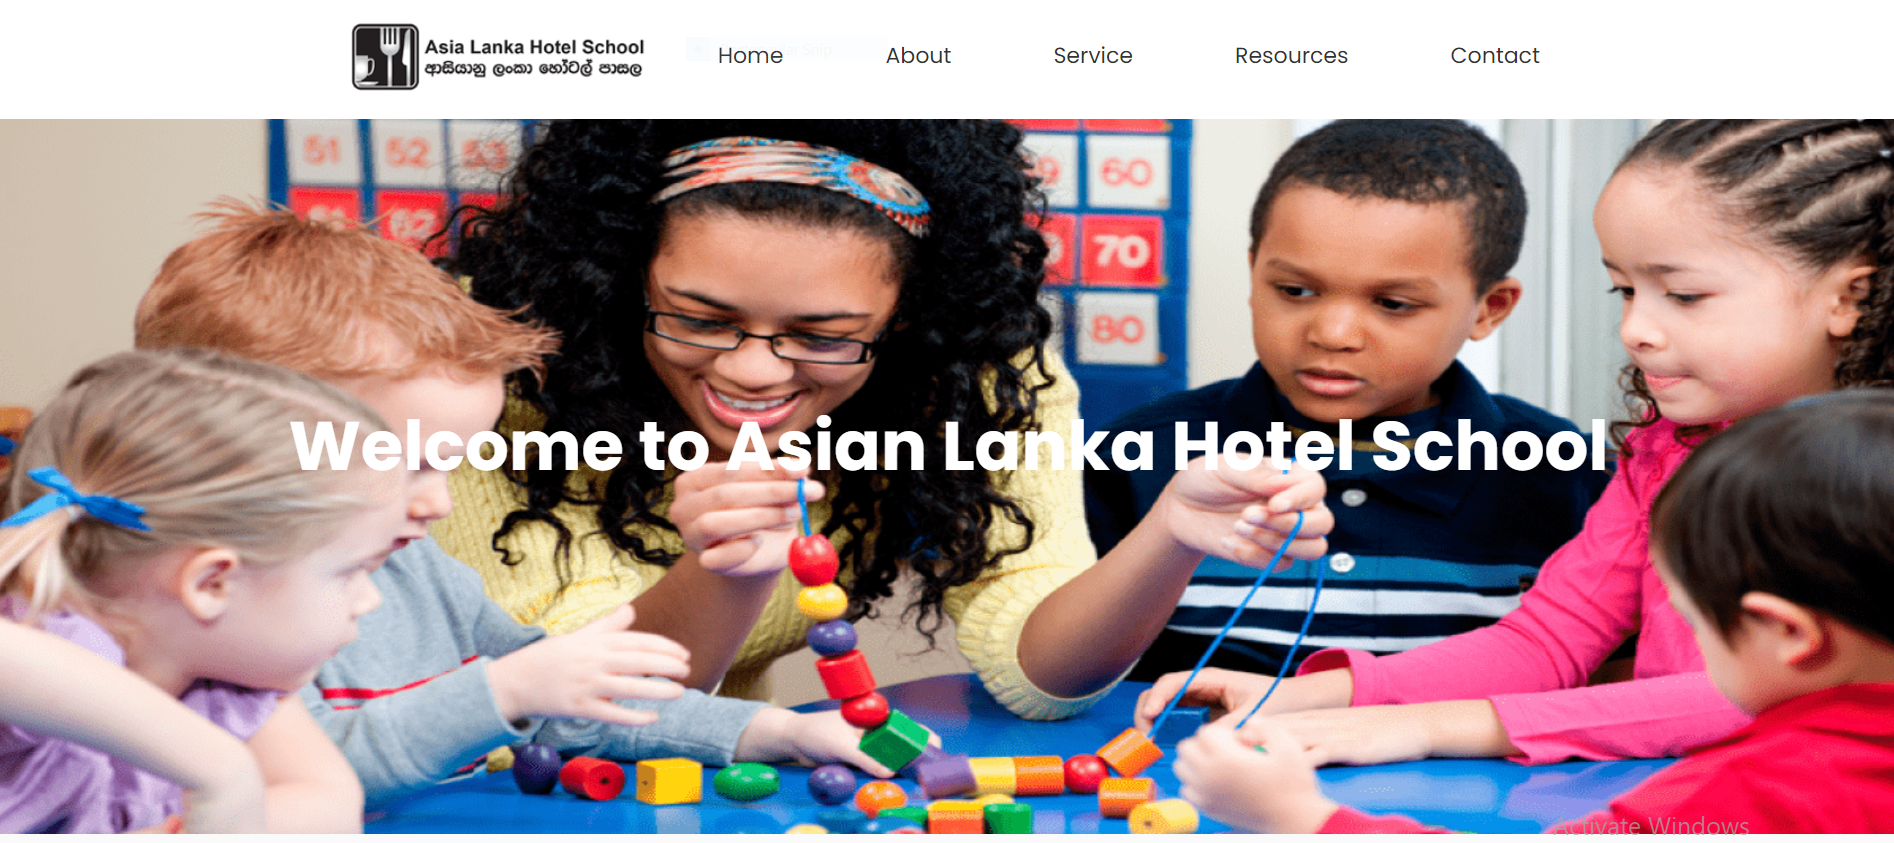 Asia Lanka Hotel School
ආසියානු ලංකා හෝටල් පාසල
Home
About
Service
Resources
Contact
51 52 53
60
61 62
70
80
Welcome to Asian Lanka Hotel School
Activate Windows